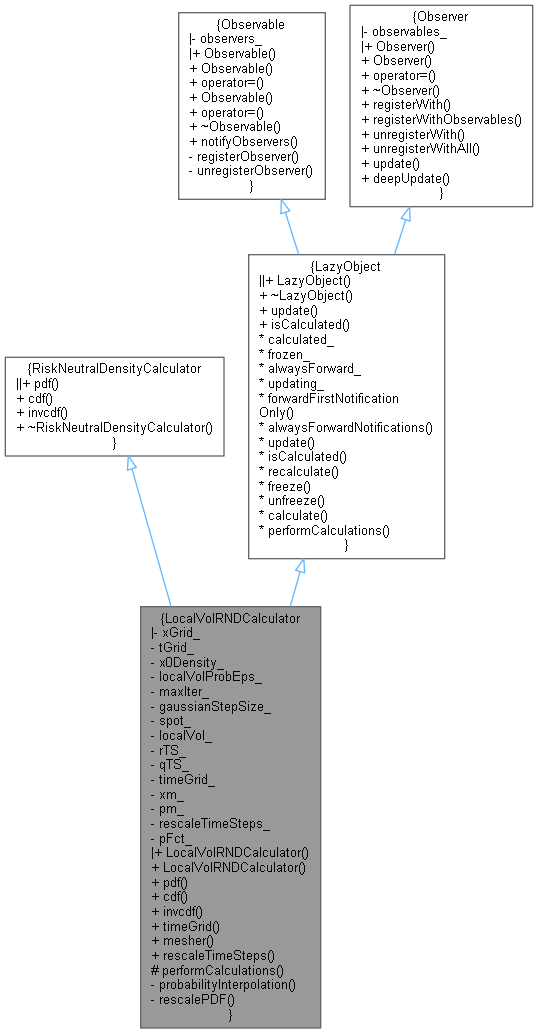 {Observable
|- observers_
|+ Observable()
+ Observable()
+ operator=()
+ Observable()
+ operator=()
+ ~Observable()
+ notifyObservers()
- registerObserver()
- unregisterObserver()
}
{Observer
|- observables_
|+ Observer()
+ Observer()
+ operator=()
+ ~Observer()
+ registerWith()
+ registerWithObservables()
+ unregisterWith()
+ unregisterWithAll()
+ update()
+ deepUpdate()
}
{LazyObject
||+ LazyObject()
+ ~LazyObject()
+ update()
+ isCalculated()
* calculated_
* frozen_
* alwaysForward_
* updating_
* forwardFirstNotification
Only()
* alwaysForwardNotifications()
* update()
* isCalculated()
* recalculate()
* freeze()
* unfreeze()
* calculate()
* performCalculations()
}
{RiskNeutralDensityCalculator
||+ pdf()
+ cdf()
+ invcdf()
+ ~RiskNeutralDensityCalculator()
}
{LocalVolRNDCalculator
|- xGrid_
- tGrid_
- x0Density_
- localVolProbEps_
- maxIter_
- gaussianStepSize_
- spot_
- localVol_
- rTS_
- qTS_
- timeGrid_
- xm_
- pm_
- rescaleTimeSteps_
- pFct_
|+ LocalVolRNDCalculator()
+ LocalVolRNDCalculator()
+ pdf()
+ cdf()
+ invcdf()
+ timeGrid()
+ mesher()
+ rescaleTimeSteps()
# performCalculations()
- probabilityInterpolation()
- rescalePDF()
}